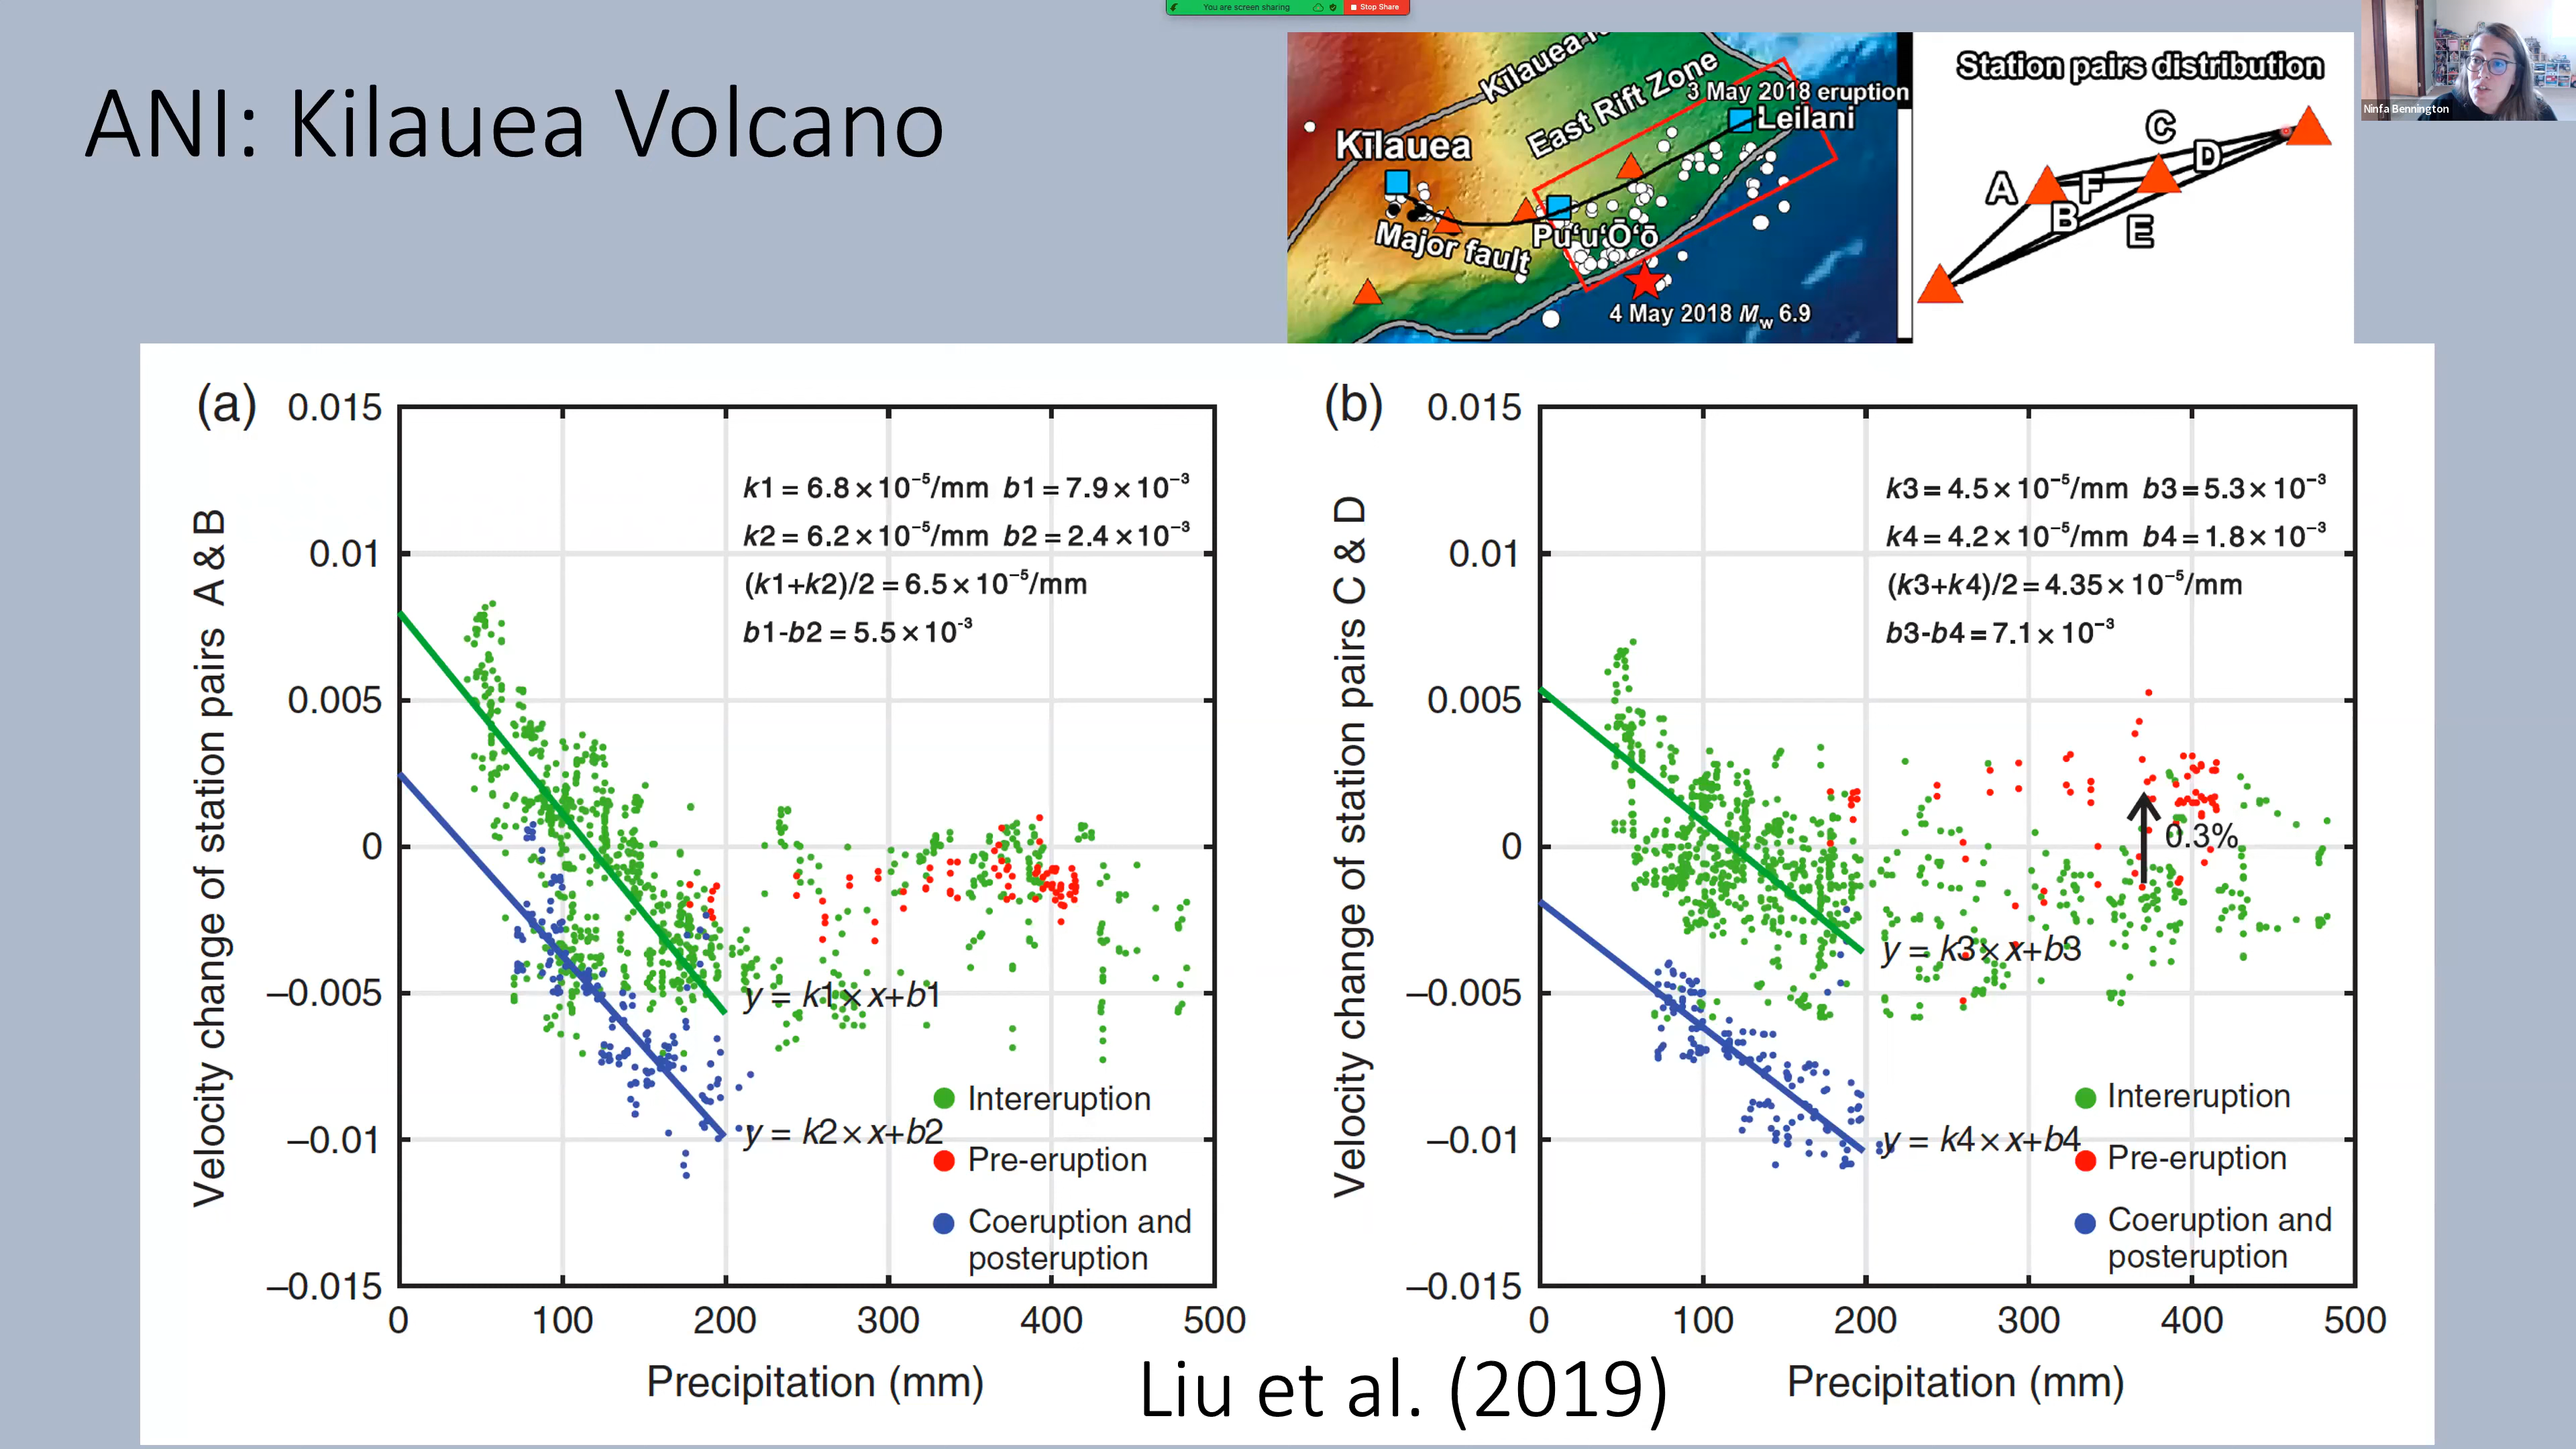 You are screen sharing
Stop Share
Ninfa Bennington
ANI: Kilauea Volcano
Kīlauea
East Rift Zone
3 May 2018 eruption
Leilani
Kīlauea
Major fault
Puʻu ʻŌʻō
4 May 2018 Mw 6.9
Station pairs distribution
C
D
A
F
B
E
(a)
Velocity change of station pairs A & B
0.015
0.01
0.005
0
−0.005
−0.01
−0.015
k1 = 6.8 × 10⁻⁵/mm b1 = 7.9 × 10⁻³
k2 = 6.2 × 10⁻⁵/mm b2 = 2.4 × 10⁻³
(k1+k2)/2 = 6.5 × 10⁻⁵/mm
b1-b2 = 5.5 × 10⁻³
y = k1 × x+b1
y = k2 × x+b2
Intereruption
Pre-eruption
Coeruption and
posteruption
0 100 200 300 400 500
Precipitation (mm)
(b)
Velocity change of station pairs C & D
0.015
0.01
0.005
0
−0.005
−0.01
−0.015
k3 = 4.5 × 10⁻⁵/mm b3 = 5.3 × 10⁻³
k4 = 4.2 × 10⁻⁵/mm b4 = 1.8 × 10⁻³
(k3+k4)/2 = 4.35 × 10⁻⁵/mm
b3-b4 = 7.1 × 10⁻³
0.3%
y = k3 × x+b3
y = k4 × x+b4
Intereruption
Pre-eruption
Coeruption and
posteruption
0 100 200 300 400 500
Precipitation (mm)
Liu et al. (2019)